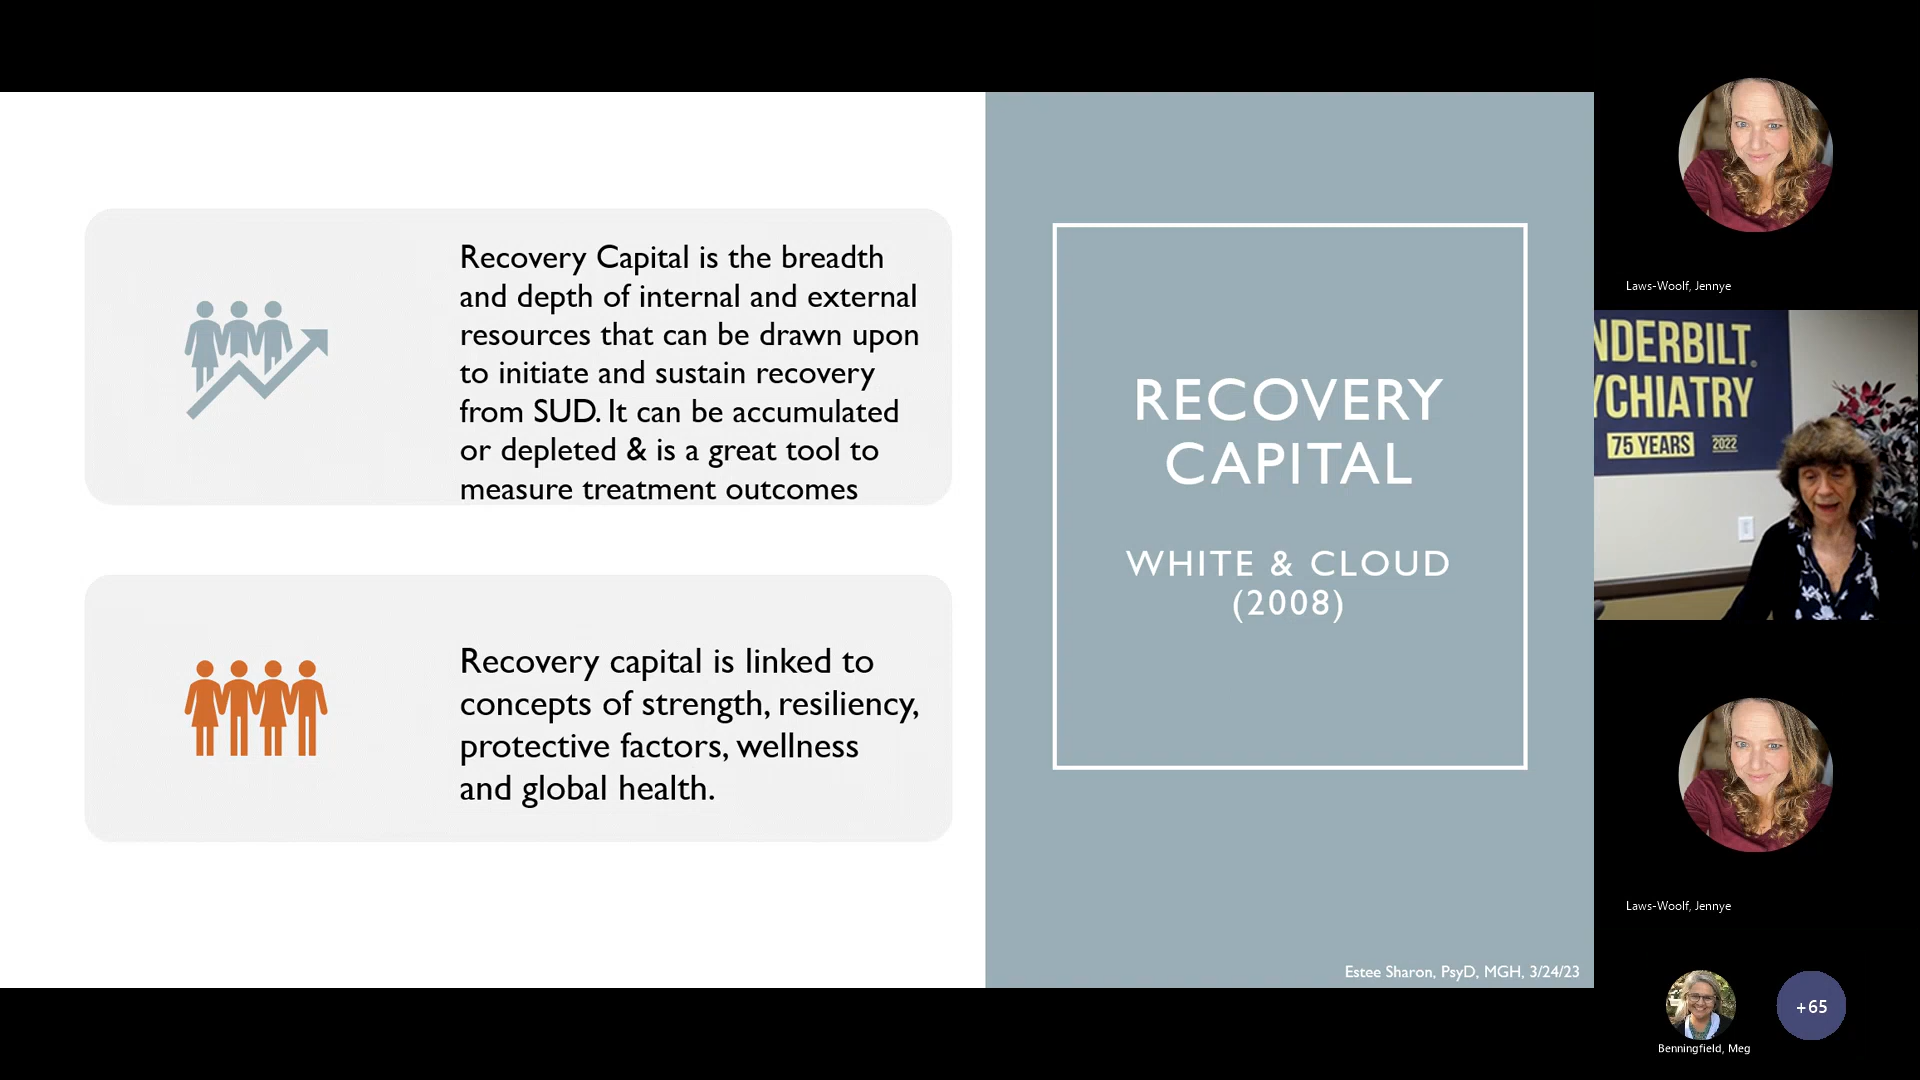 Recovery Capital is the breadth
and depth of internal and external
resources that can be drawn upon
to initiate and sustain recovery
from SUD. It can be accumulated
or depleted & is a great tool to
measure treatment outcomes
Recovery capital is linked to
concepts of strength, resiliency,
protective factors, wellness
and global health.
RECOVERY
CAPITAL
WHITE & CLOUD
(2008)
Estee Sharon, PsyD, MGH, 3/24/23
Laws-Woolf, Jennye
NDERBILT
YCHIATRY
75 YEARS 2022
Laws-Woolf, Jennye
+65
Benningfield, Meg